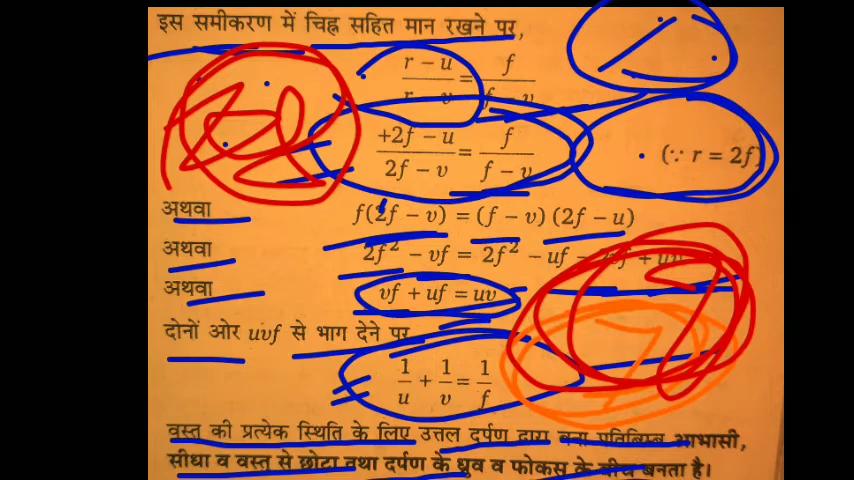 इस समीकरण में चिह्न सहित मान रखने पर,
r − u / r − v = f / f − v
+2f − u / 2f − v = f / f − v (∵ r = 2f)
अथवा f(2f − v) = (f − v) (2f − u)
अथवा 2f² − vf = 2f² − uf − 2vf + uv
अथवा vf + uf = uv
दोनों ओर uvf से भाग देने पर
1/u + 1/v = 1/f
वस्तु की प्रत्येक स्थिति के लिए उत्तल दर्पण द्वारा बना प्रतिबिम्ब आभासी,
सीधा व वस्तु से छोटा तथा दर्पण के ध्रुव व फोकस के बीच बनता है।